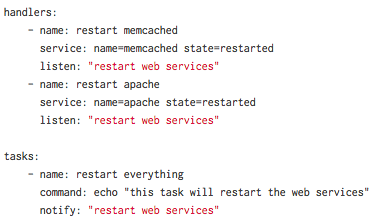 handlers:
    - name: restart memcached
      service: name=memcached state=restarted
      listen: "restart web services"
    - name: restart apache
      service: name=apache state=restarted
      listen: "restart web services"

tasks:
    - name: restart everything
      command: echo "this task will restart the web services"
      notify: "restart web services"